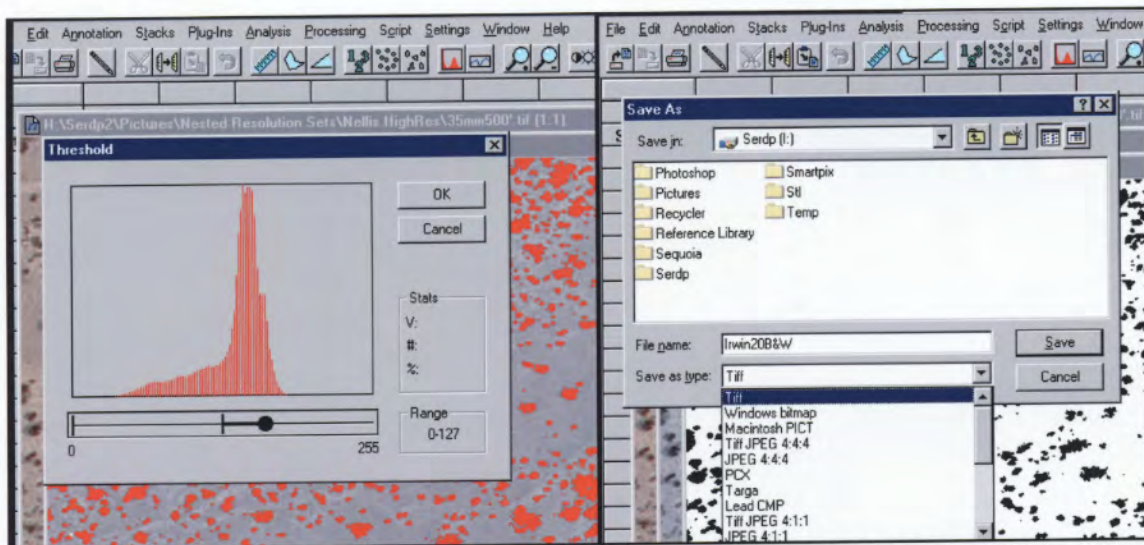 Edit Annotation Stacks Plug-Ins Analysis Processing Script Settings Window Help
N:\Serdp2\Pictures\Nested Resolution Sets\Nellis HighRes\35mm500'.tif (1:1)
Threshold
OK
Cancel
Stats
V:
#:
%:
Range
0-127
0
255
File Edit Annotation Stacks Plug-Ins Analysis Processing Script Settings Window
Save As
Save in: Serdp (I:)
Photoshop
Pictures
Recycler
Reference Library
Sequoia
Serdp
Smartpix
Stl
Temp
File name: Irwin20B&W
Save
Save as type: Tiff
Cancel
Tiff
Windows bitmap
Macintosh PICT
Tiff JPEG 4:4:4
JPEG 4:4:4
PCX
Targa
Lead CMP
Tiff JPEG 4:1:1
JPEG 4:1:1